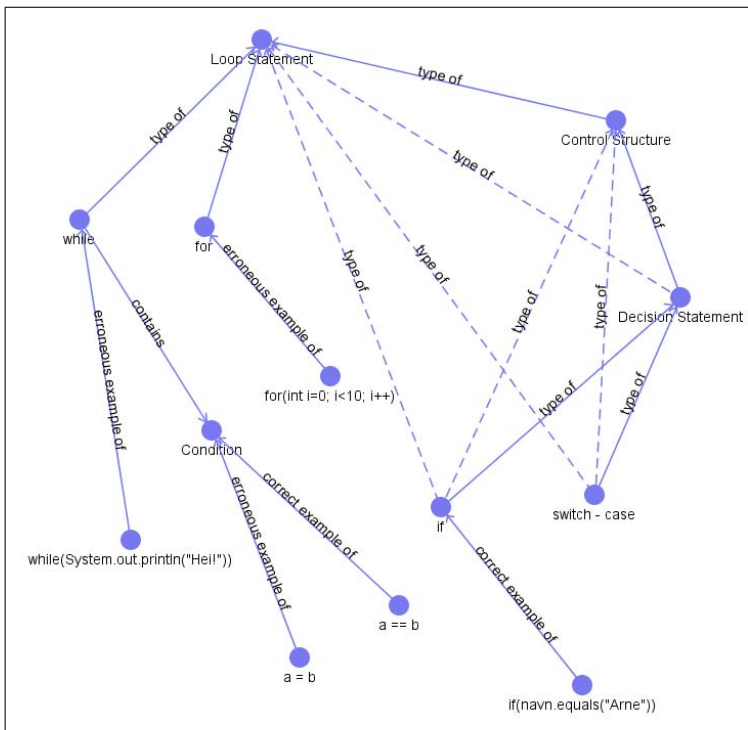 Loop Statement
type of
Control Structure
type of
type of
type of
type of
while
for
erroneous example of
contains
type of
type of
type of
type of
Decision Statement
erroneous example of
for(int i=0; i<10; i++)
type of
type of
Condition
erroneous example of
correct example of
if
switch - case
while(System.out.println("Hei!"))
correct example of
a == b
a = b
if(navn.equals("Arne"))